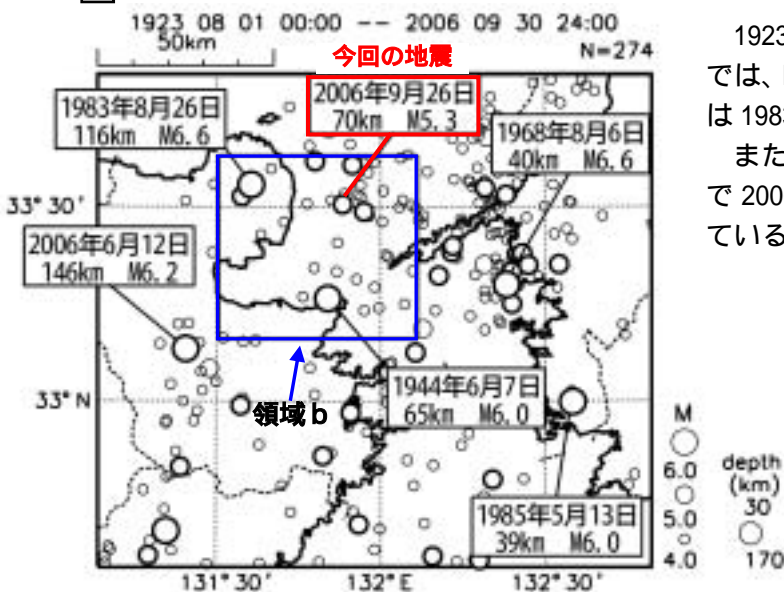 1923 08 01 00:00 -- 2006 09 30 24:00
50km
N=274
今回の地震
2006年9月26日
70km M5.3
1983年8月26日
116km M6.6
1968年8月6日
40km M6.6
33°30'
2006年6月12日
146km M6.2
領域b
1944年6月7日
65km M6.0
33°N
1985年5月13日
39km M6.0
131°30'
132°E
132°30'
M
6.0
5.0
4.0
depth
(km)
30
170
1923
では、
は 198
また
で 200
ている